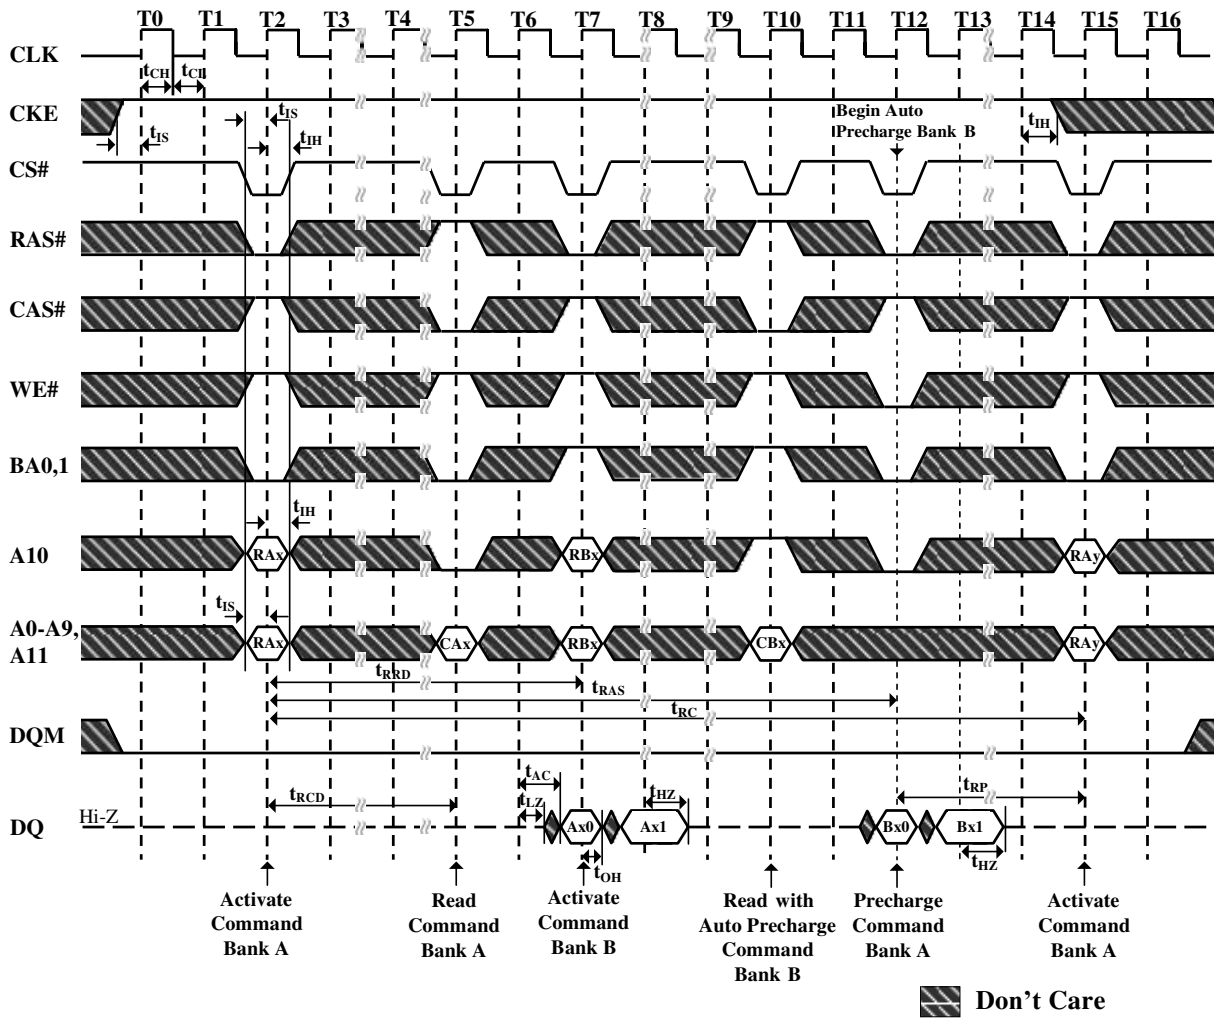 T0 T1 T2 T3 T4 T5 T6 T7 T8 T9 T10 T11 T12 T13 T14 T15 T16
CLK
tCH tCL
CKE
tIS
tIS
tIH
Begin Auto
Precharge Bank B
tIH
CS#
RAS#
CAS#
WE#
BA0,1
tIH
A10
RAx RBx RAy
tIS
A0-A9,
A11
RAx CAx RBx CBx RAy
tRRD
tRAS
tRC
DQM
tAC
tLZ
tRCD
tHZ
tRP
Hi-Z
DQ
Ax0 Ax1 Bx0 Bx1
tOH
tHZ
Activate
Command
Bank A
Read
Command
Bank A
Activate
Command
Bank B
Read with
Auto Precharge
Command
Bank B
Precharge
Command
Bank A
Activate
Command
Bank A
Don't Care